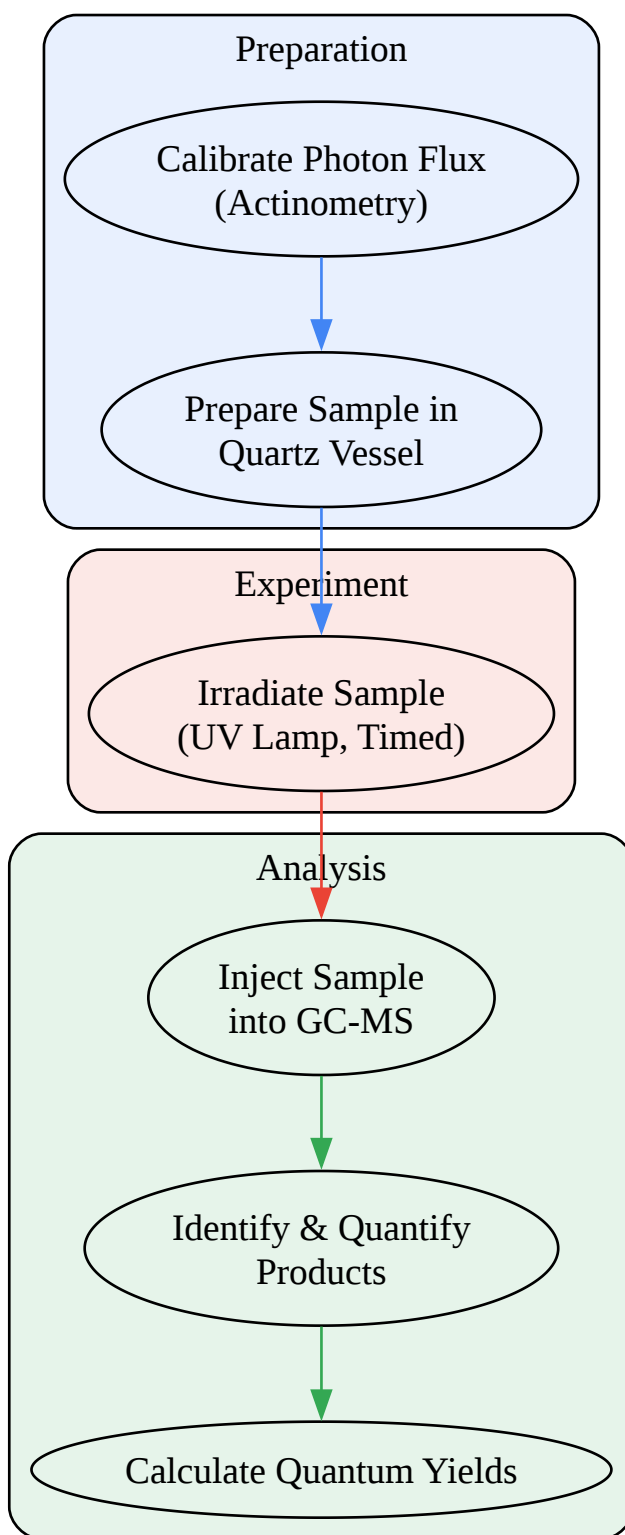 Preparation
Calibrate Photon Flux
(Actinometry)
Prepare Sample in
Quartz Vessel
Experiment
Irradiate Sample
(UV Lamp, Timed)
Analysis
Inject Sample
into GC-MS
Identify & Quantify
Products
Calculate Quantum Yields